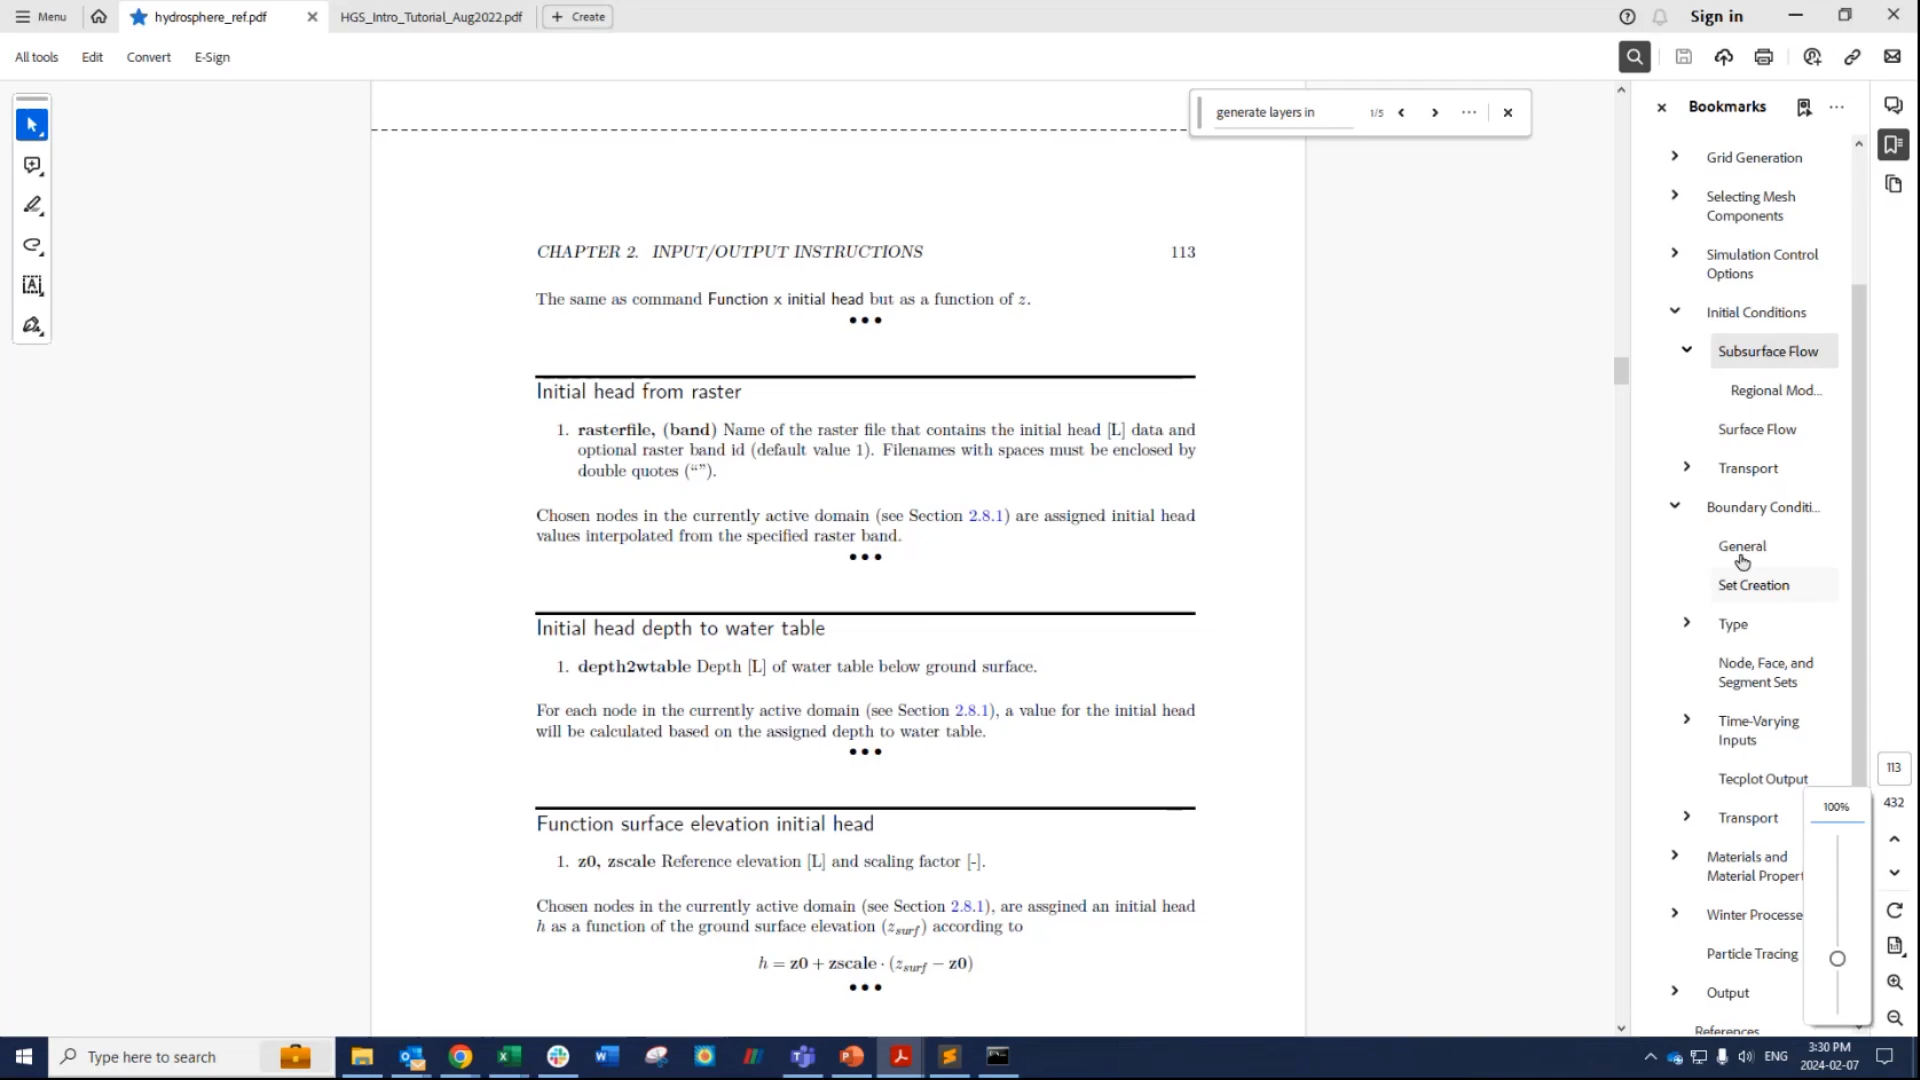 Menu
hydrosphere_ref.pdf
HGS_Intro_Tutorial_Aug2022.pdf
Create
Sign in
All tools
Edit
Convert
E-Sign
generate layers in
1/5
Bookmarks
CHAPTER 2. INPUT/OUTPUT INSTRUCTIONS 113
The same as command Function x initial head but as a function of z.
Initial head from raster
1. rasterfile, (band) Name of the raster file that contains the initial head [L] data and
optional raster band id (default value 1). Filenames with spaces must be enclosed by
double quotes (“”).
Chosen nodes in the currently active domain (see Section 2.8.1) are assigned initial head
values interpolated from the specified raster band.
Initial head depth to water table
1. depth2wtable Depth [L] of water table below ground surface.
For each node in the currently active domain (see Section 2.8.1), a value for the initial head
will be calculated based on the assigned depth to water table.
Function surface elevation initial head
1. z0, zscale Reference elevation [L] and scaling factor [-].
Chosen nodes in the currently active domain (see Section 2.8.1), are assgined an initial head
h as a function of the ground surface elevation (zsurf) according to
h = z0 + zscale · (zsurf − z0)
Grid Generation
Selecting Mesh
Components
Simulation Control
Options
Initial Conditions
Subsurface Flow
Regional Mod...
Surface Flow
Transport
Boundary Conditi...
General
Set Creation
Type
Node, Face, and
Segment Sets
Time-Varying
Inputs
Tecplot Output
Transport
Materials and
Material Propert
Winter Processe
Particle Tracing
Output
References
113
432
100%
Type here to search
ENG
3:30 PM
2024-02-07